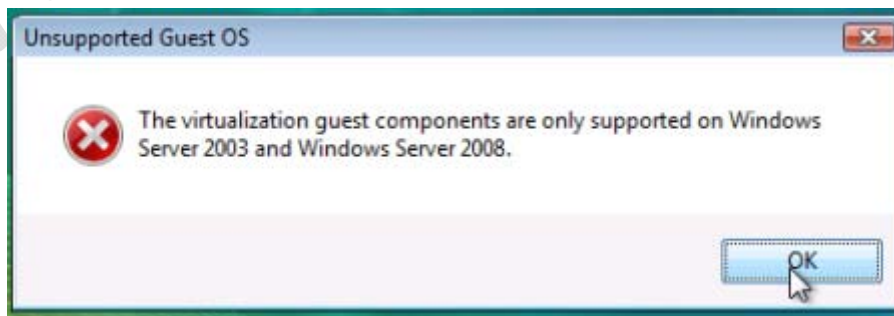 Unsupported Guest OS
The virtualization guest components are only supported on Windows
Server 2003 and Windows Server 2008.
OK